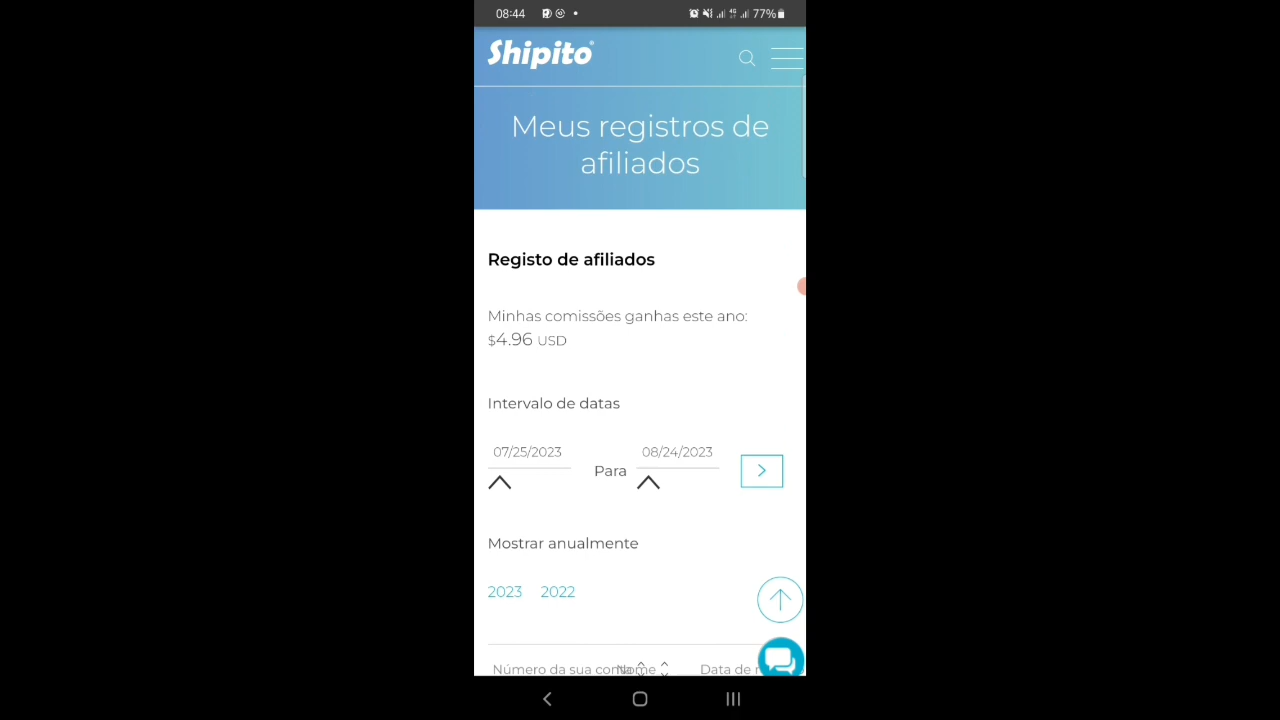 08:44
77%
Shipito
Meus registros de
afiliados
Registo de afiliados
Minhas comissões ganhas este ano:
$4.96 USD
Intervalo de datas
07/25/2023 Para 08/24/2023
Mostrar anualmente
2023 2022
Número da sua conta Nome Data de